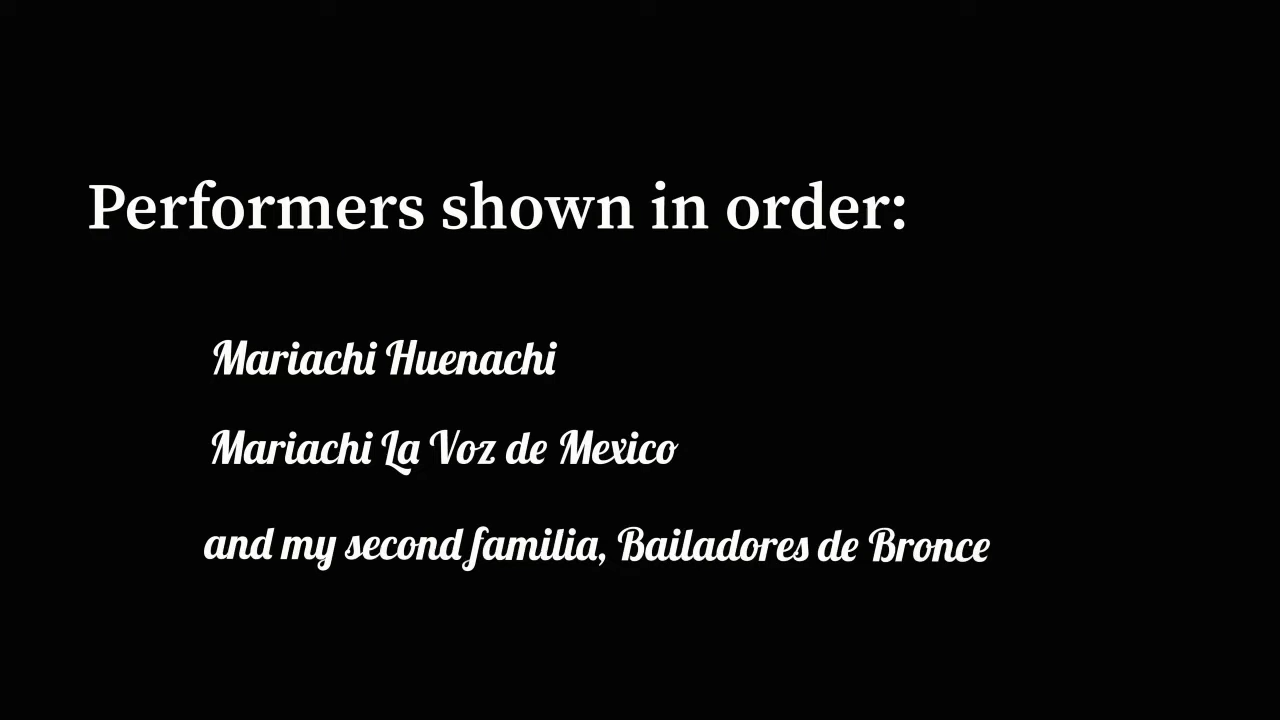 Performers shown in order:
Mariachi Huenachi
Mariachi La Voz de Mexico
and my second familia, Bailadores de Bronce